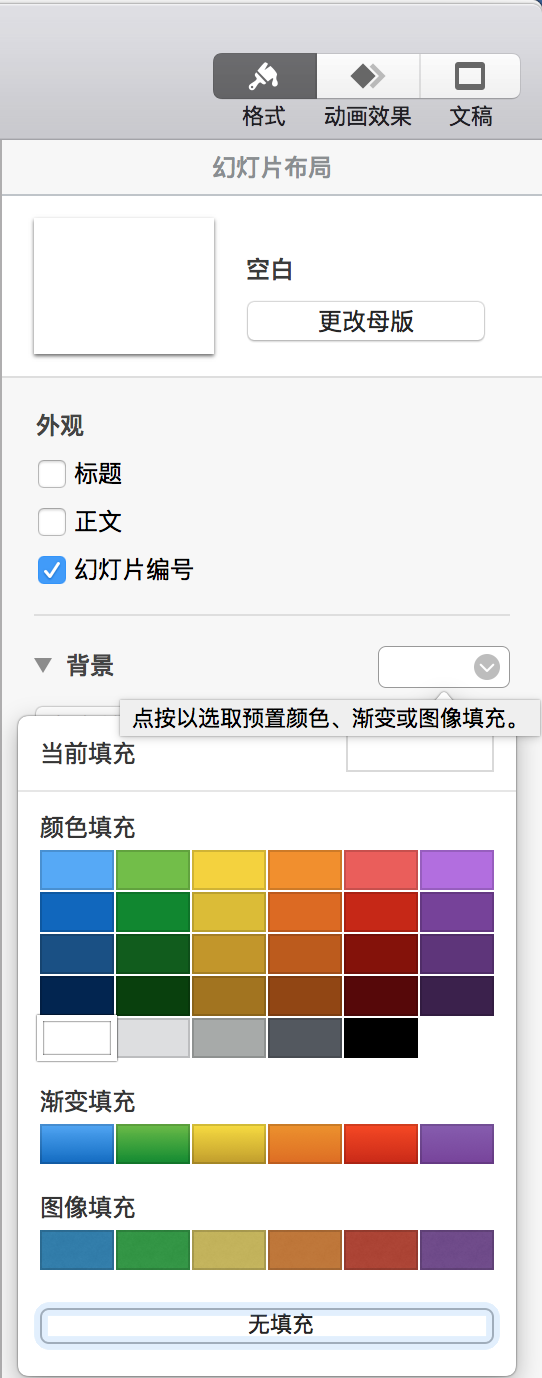 格式 动画效果 文稿
幻灯片布局
空白
更改母版
外观
标题
正文
幻灯片编号
背景
点按以选取预置颜色、渐变或图像填充。
当前填充
颜色填充
渐变填充
图像填充
无填充